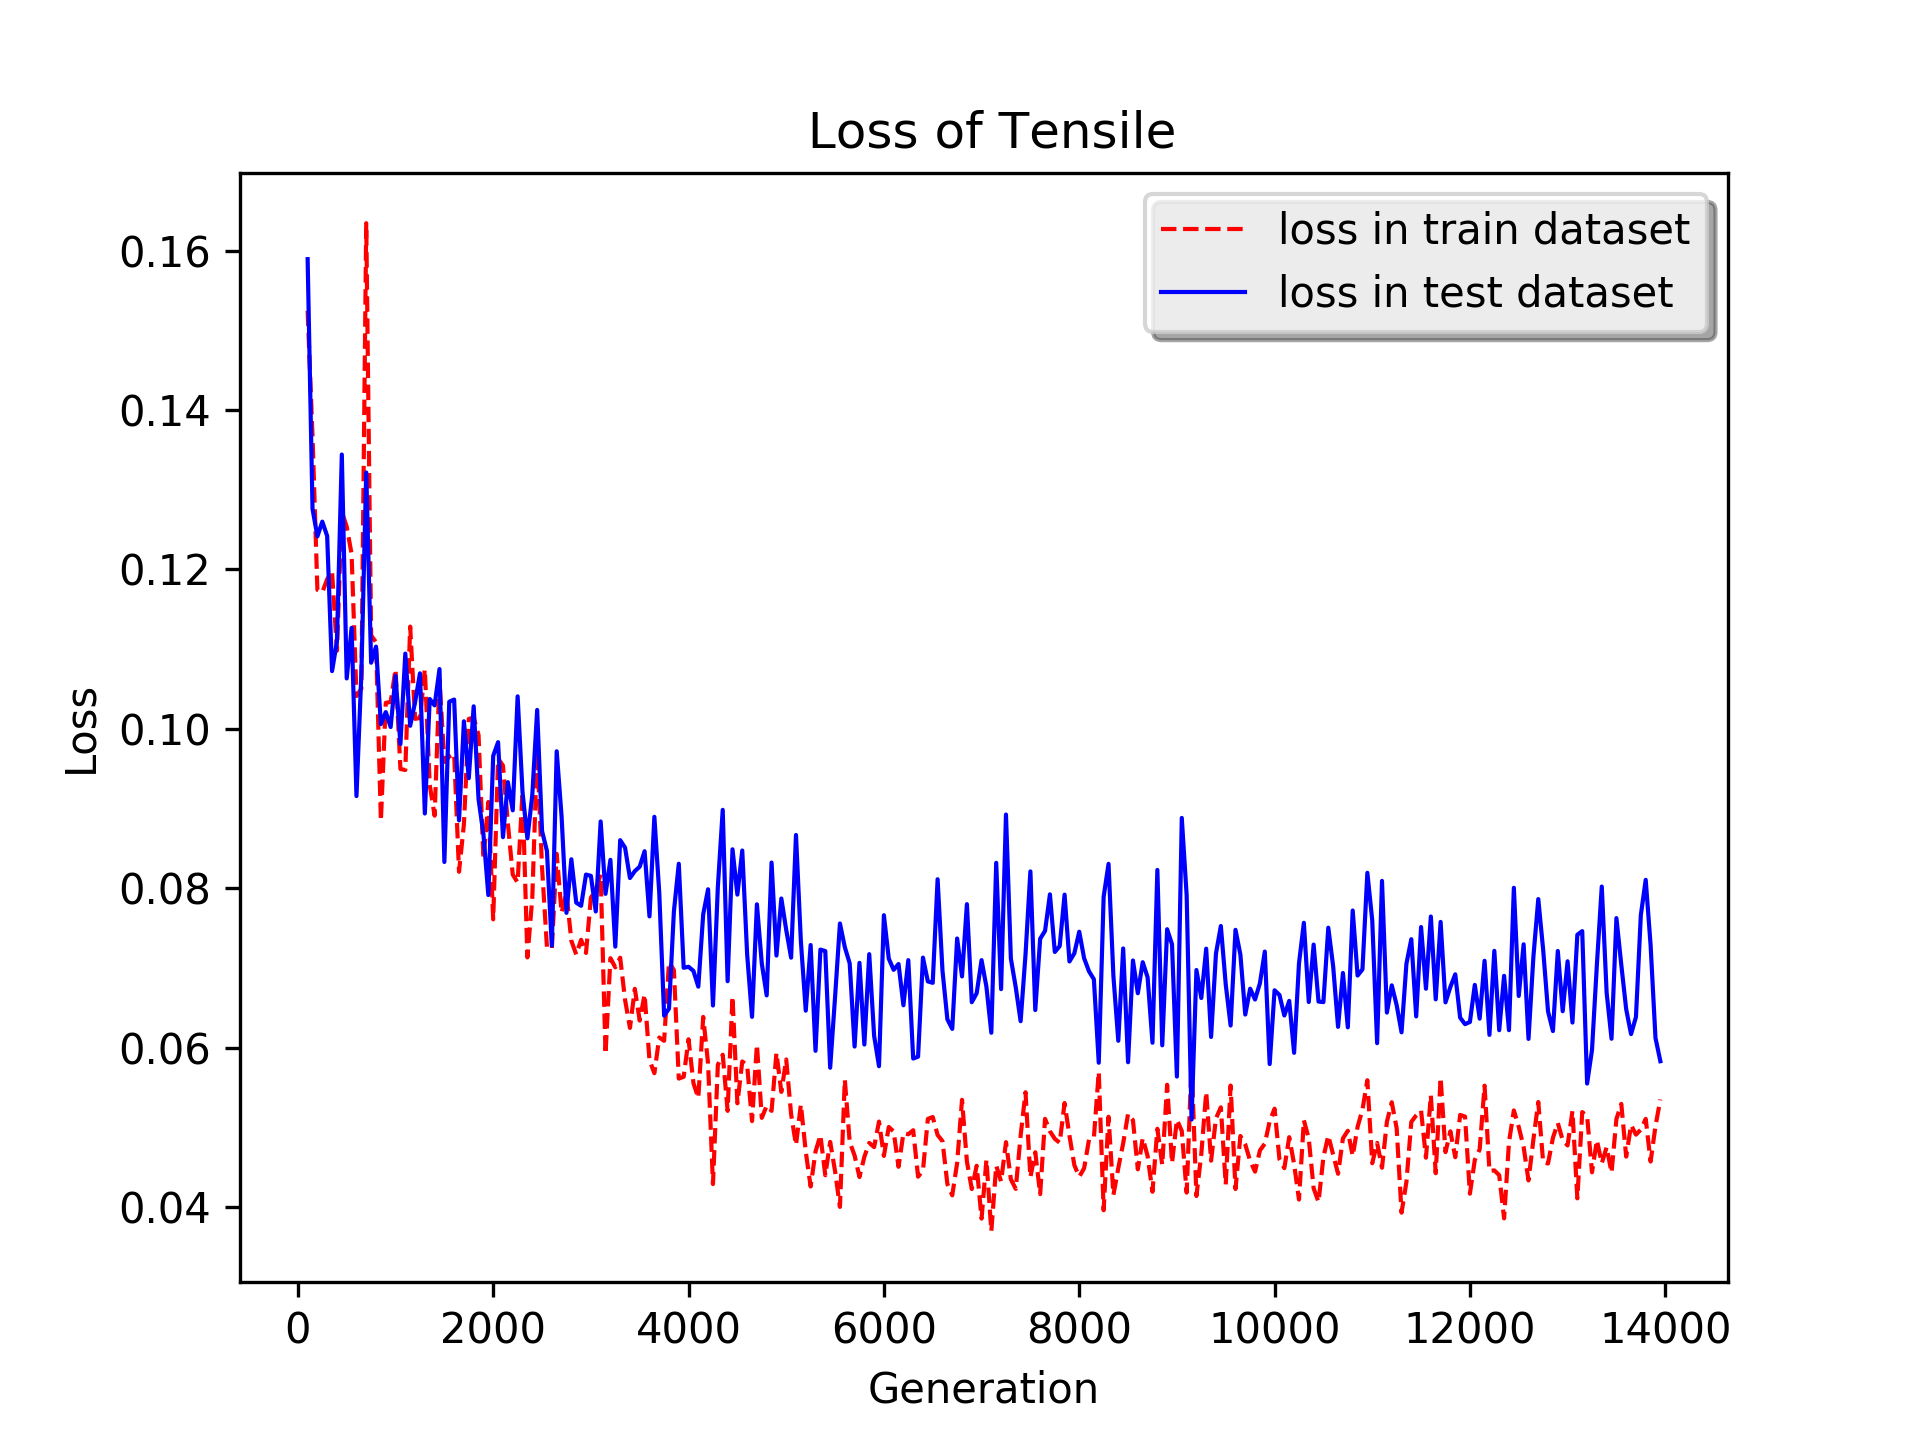 Loss of Tensile
loss in train dataset
loss in test dataset
0.16
0.14
0.12
0.10
0.08
0.06
0.04
Loss
0 2000 4000 6000 8000 10000 12000 14000
Generation